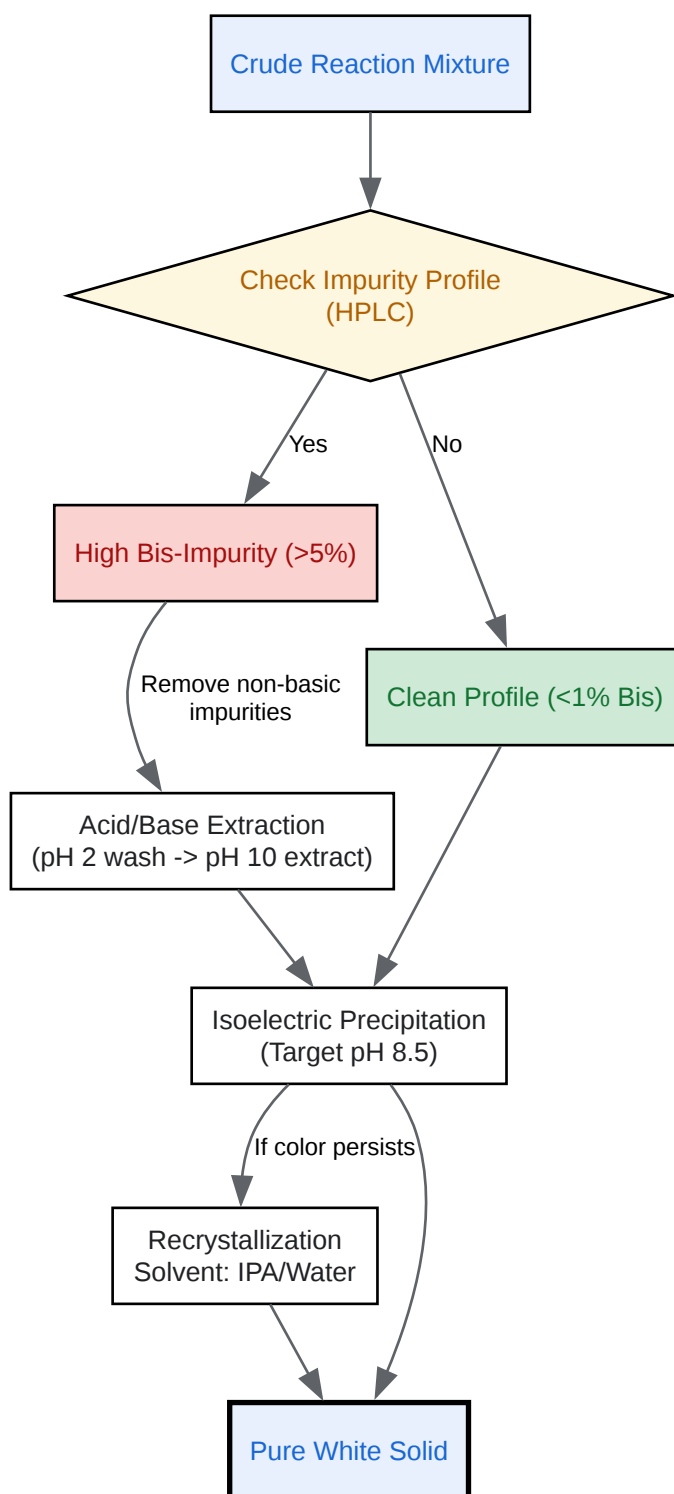 Crude Reaction Mixture
Check Impurity Profile
(HPLC)
Yes
No
High Bis-Impurity (>5%)
Remove non-basic
impurities
Clean Profile (<1% Bis)
Acid/Base Extraction
(pH 2 wash -> pH 10 extract)
Isoelectric Precipitation
(Target pH 8.5)
If color persists
Recrystallization
Solvent: IPA/Water
Pure White Solid